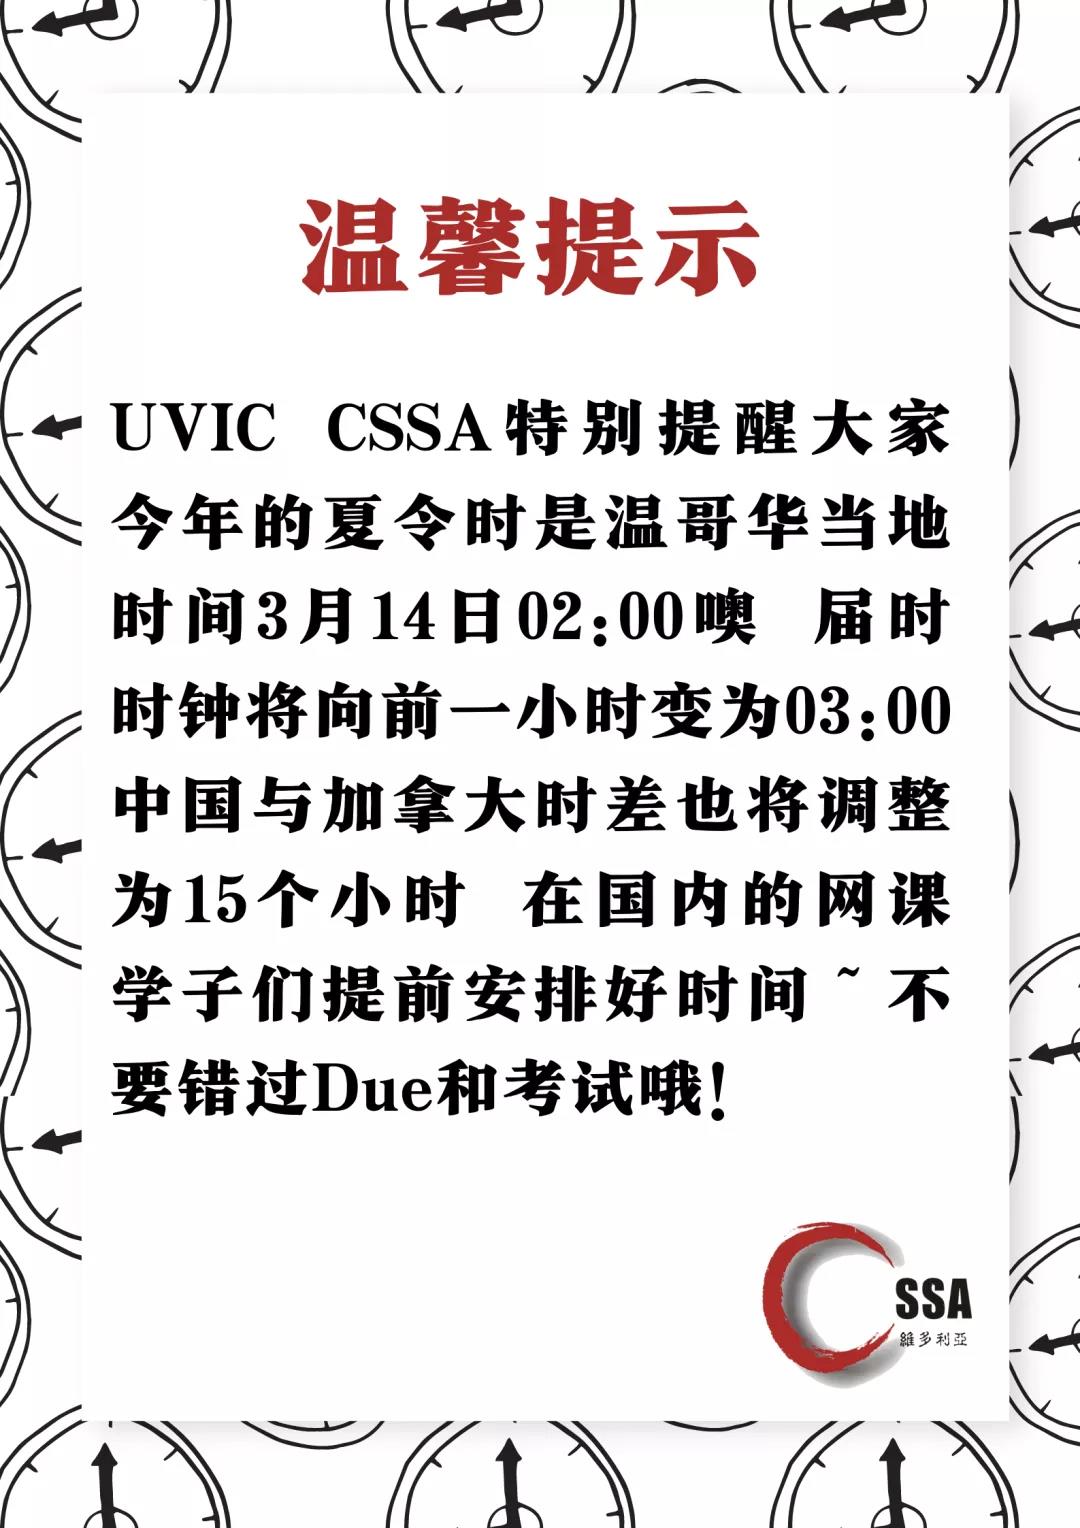 温馨提示
UVIC CSSA特别提醒大家
今年的夏令时是温哥华当地
时间3月14日02:00噢 届时
时钟将向前一小时变为03:00
中国与加拿大时差也将调整
为15个小时 在国内的网课
学子们提前安排好时间~不
要错过Due和考试哦!
CSSA
維多利亞